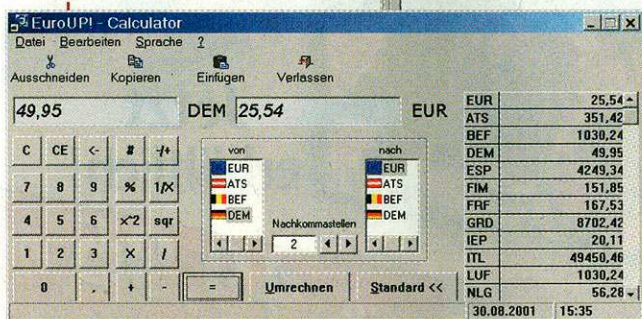 EuroUP! - Calculator
Datei Bearbeiten Sprache ?
Ausschneiden Kopieren Einfügen Verlassen
49,95 DEM 25,54 EUR
C CE <- # -/+
7 8 9 % 1/X
4 5 6 x^2 sqr
1 2 3 X /
0 , + - =
von
EUR
ATS
BEF
DEM
Nachkommastellen
2
nach
EUR
ATS
BEF
DEM
Umrechnen Standard <<
EUR 25,54
ATS 351,42
BEF 1030,24
DEM 49,95
ESP 4249,34
FIM 151,85
FRF 167,53
GRD 8702,42
IEP 20,11
ITL 49450,46
LUF 1030,24
NLG 56,28
30.08.2001 15:35